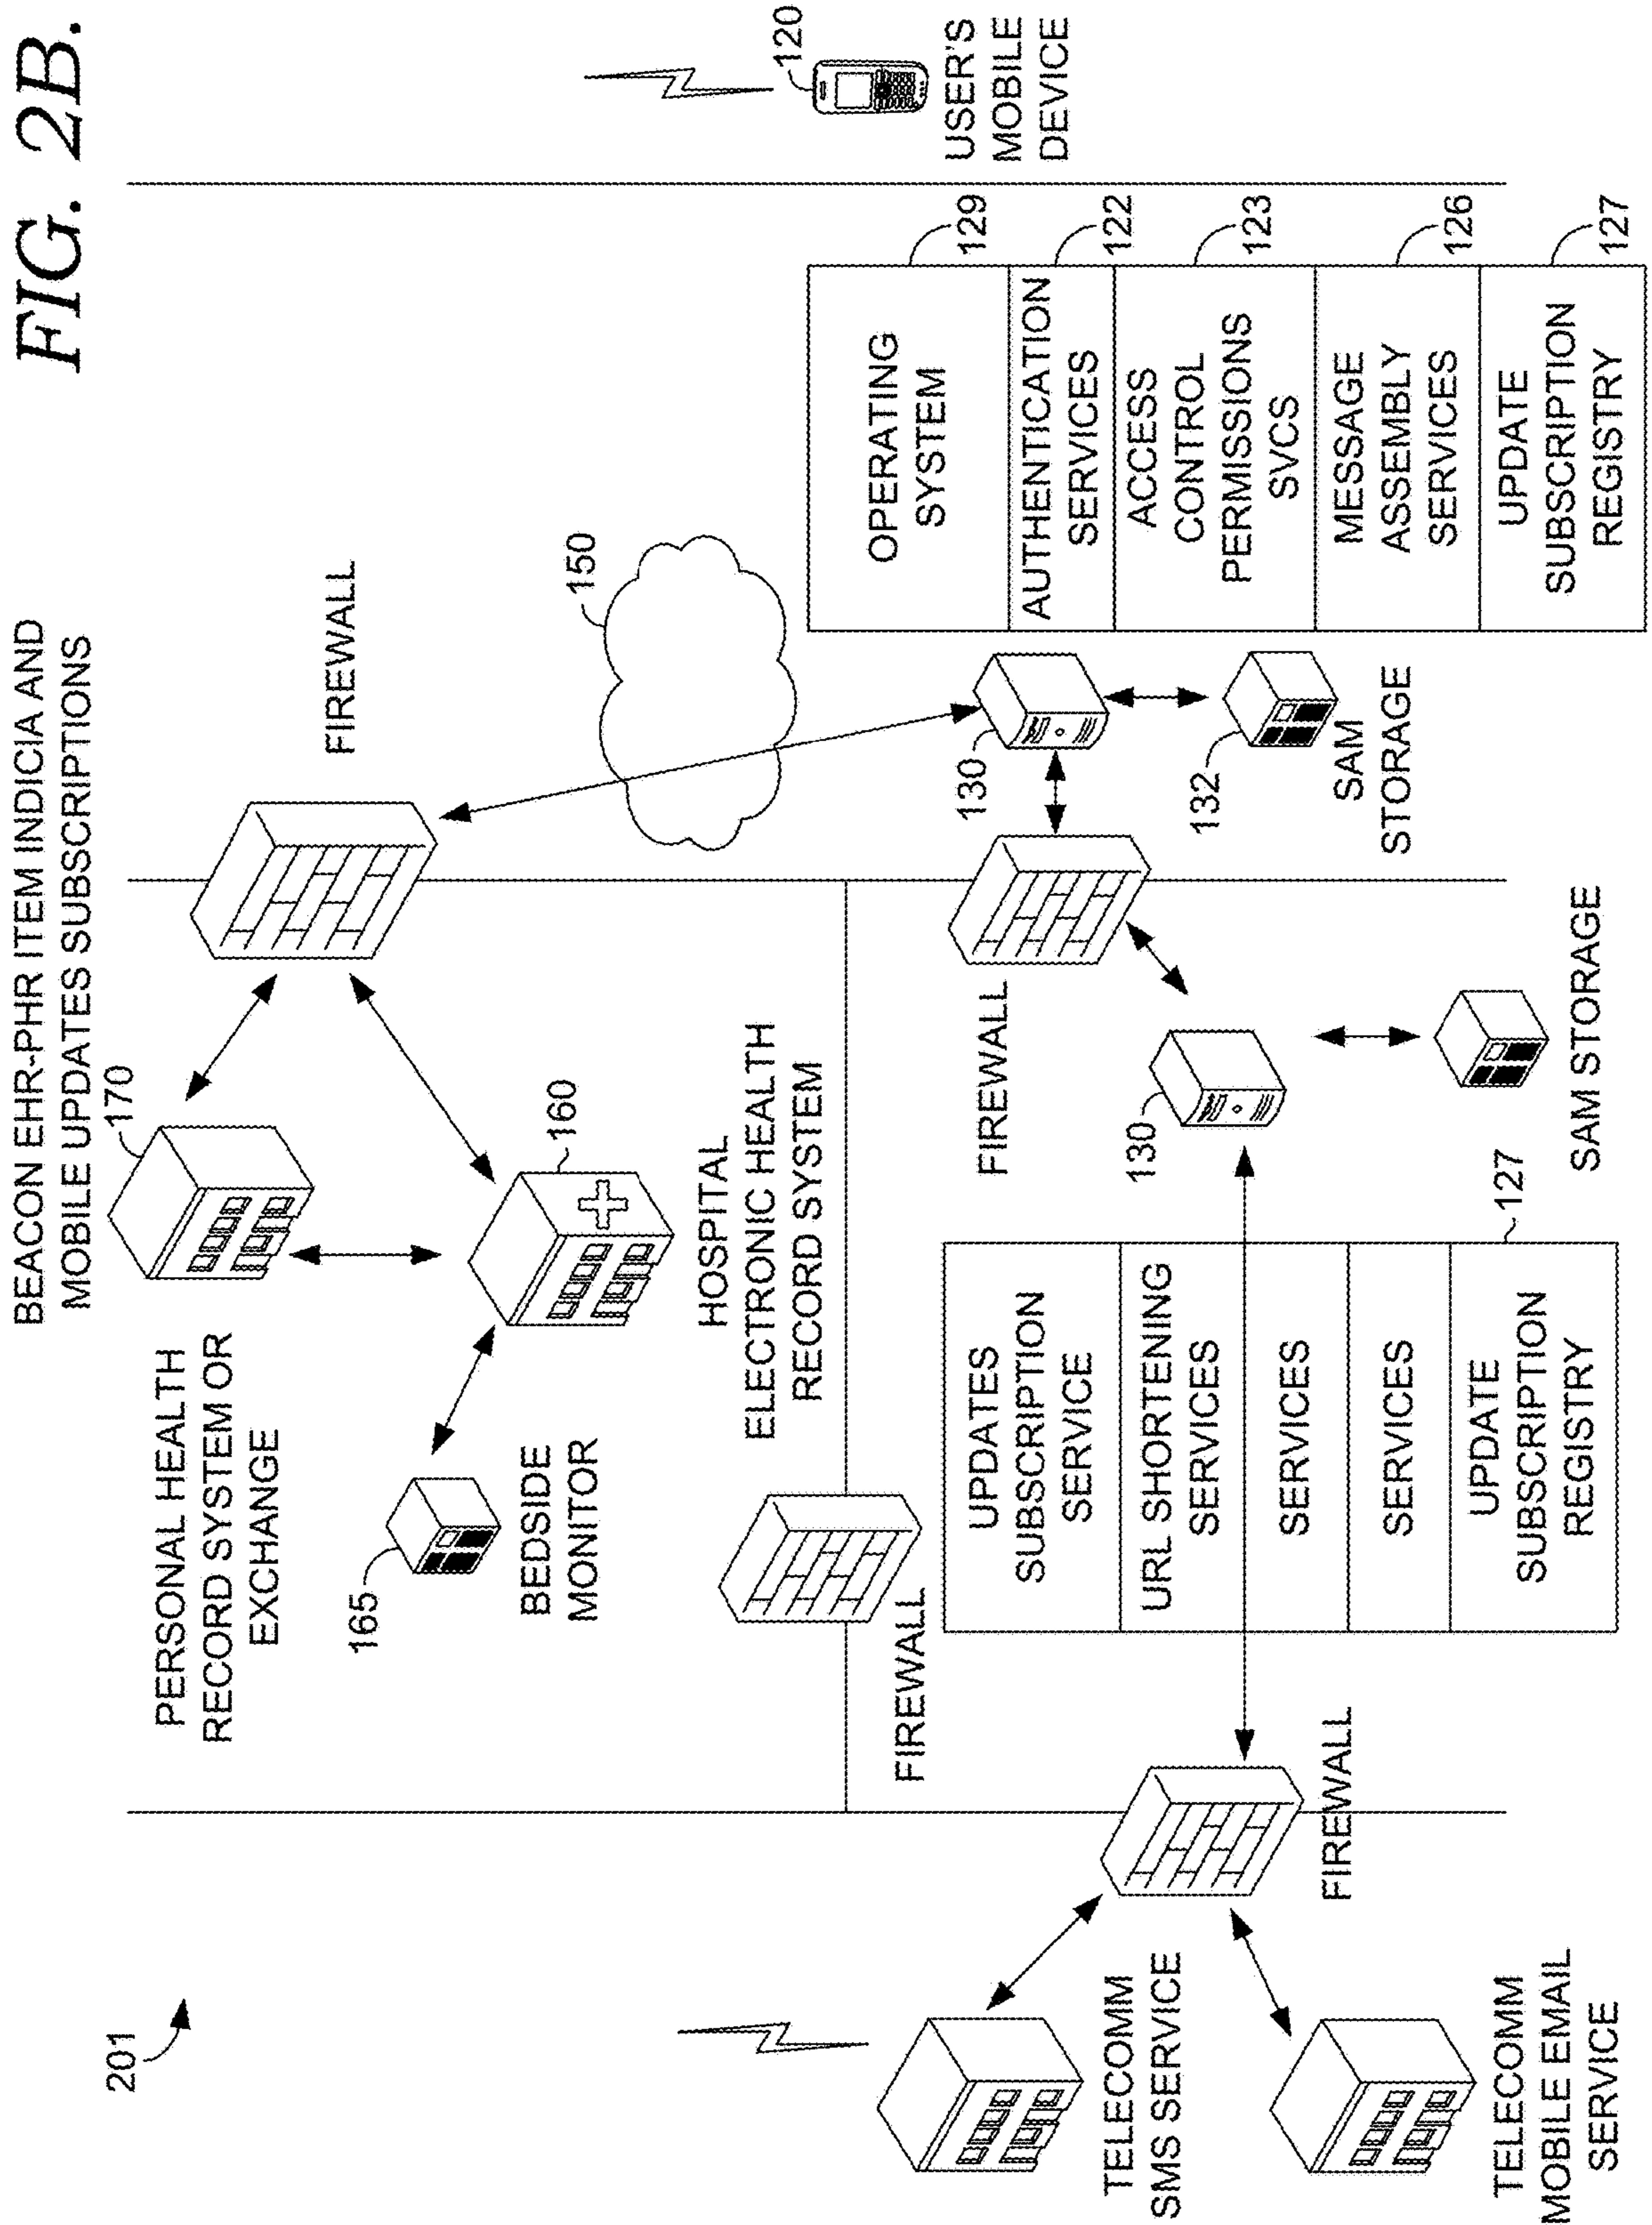 201
BEACON EHR-PHR ITEM INDICIA AND
MOBILE UPDATES SUBSCRIPTIONS
FIG. 2B.
PERSONAL HEALTH
RECORD SYSTEM OR
EXCHANGE
170
FIREWALL
165
BEDSIDE
MONITOR
160
HOSPITAL
ELECTRONIC HEALTH
RECORD SYSTEM
150
120
USER'S
MOBILE
DEVICE
FIREWALL
TELECOMM
SMS SERVICE
TELECOMM
MOBILE EMAIL
SERVICE
FIREWALL
UPDATES
SUBSCRIPTION
SERVICE
URL SHORTENING
SERVICES
SERVICES
SERVICES
UPDATE
SUBSCRIPTION
REGISTRY
127
FIREWALL
130
SAM STORAGE
130
132
SAM
STORAGE
OPERATING
SYSTEM
129
AUTHENTICATION
SERVICES
122
ACCESS
CONTROL
PERMISSIONS
SVCS
123
MESSAGE
ASSEMBLY
SERVICES
126
UPDATE
SUBSCRIPTION
REGISTRY
127